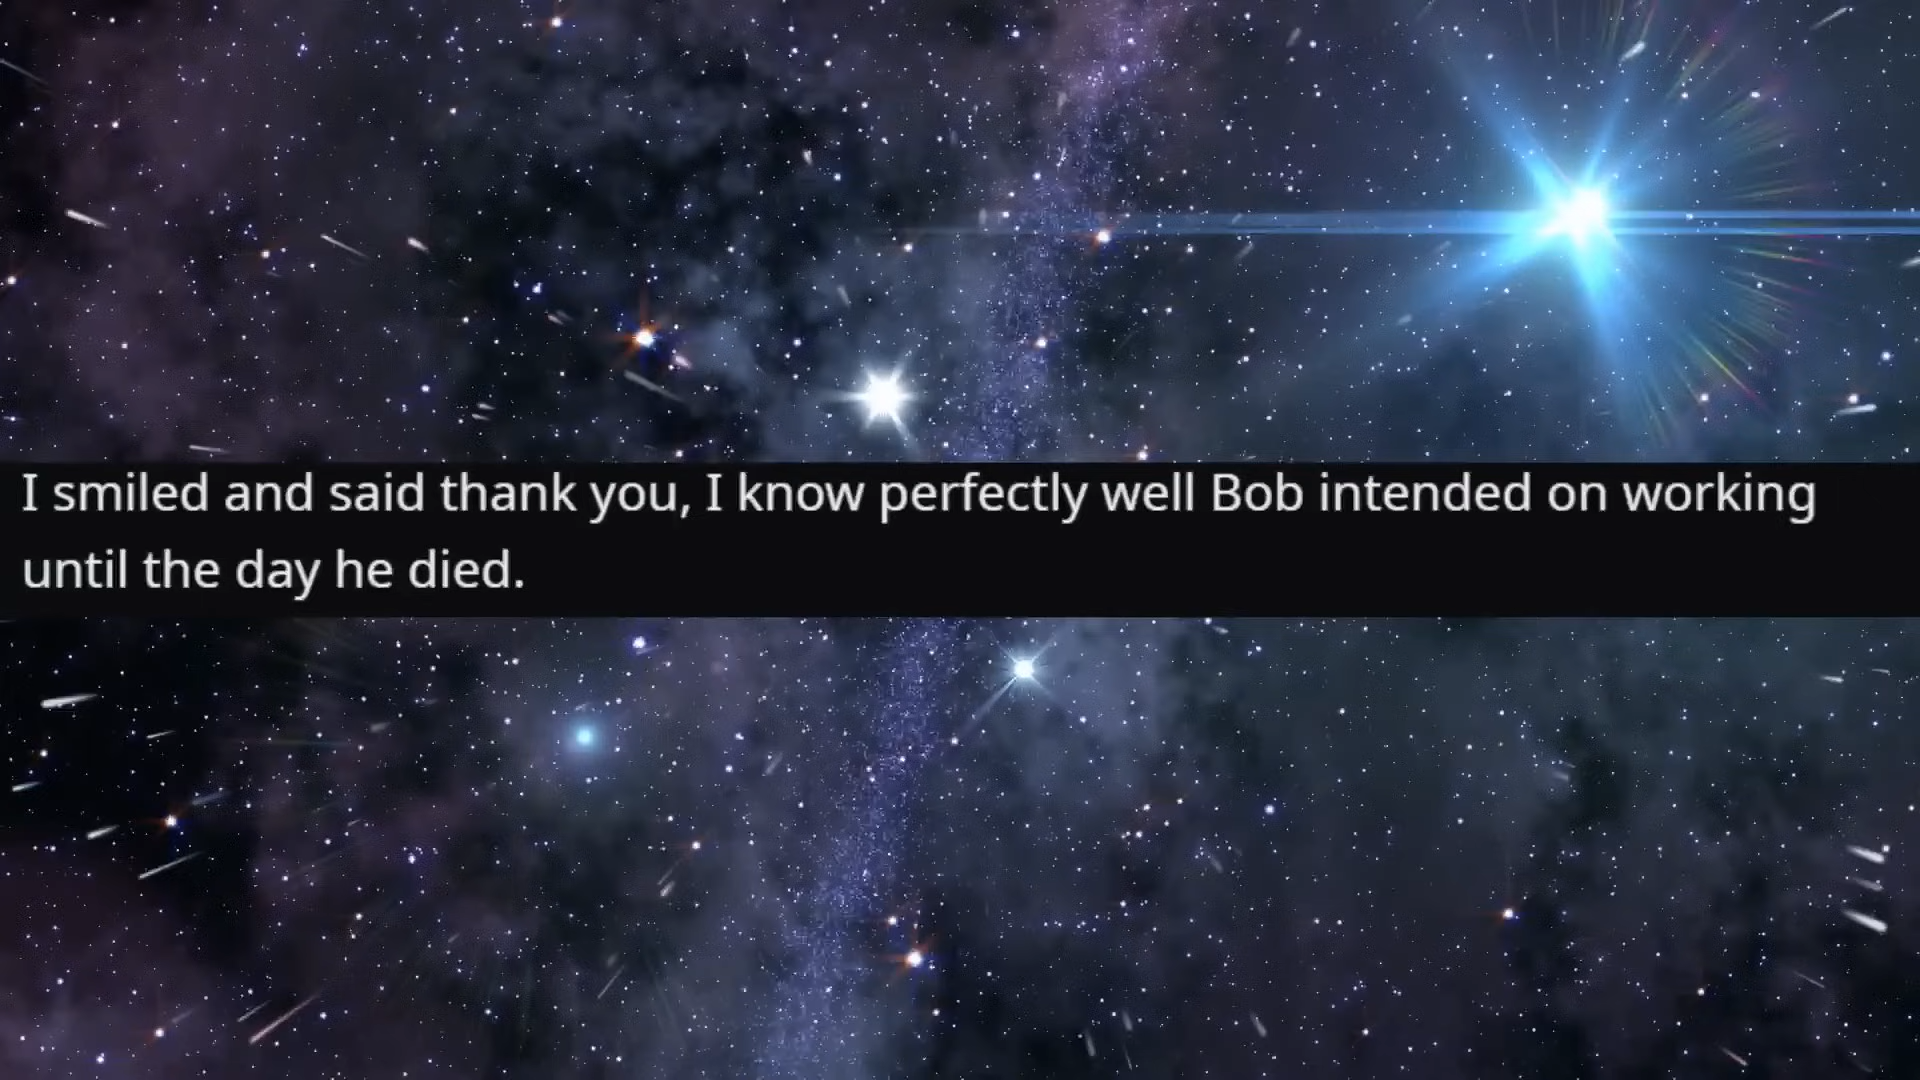 I smiled and said thank you, I know perfectly well Bob intended on working
until the day he died.